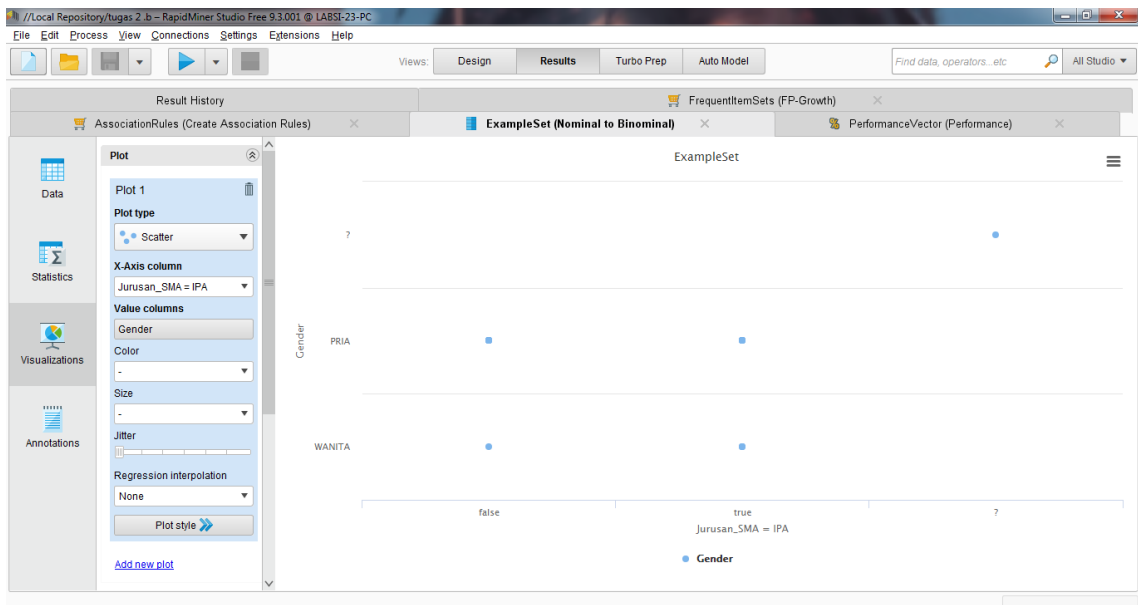 //Local Repository/tugas 2 .b – RapidMiner Studio Free 9.3.001 @ LABSI-23-PC
File Edit Process View Connections Settings Extensions Help
Views: Design Results Turbo Prep Auto Model Find data, operators...etc All Studio
Result History FrequentItemSets (FP-Growth)
AssociationRules (Create Association Rules) ExampleSet (Nominal to Binominal) PerformanceVector (Performance)
Data
Statistics
Visualizations
Annotations
Plot
Plot 1
Plot type
Scatter
X-Axis column
Jurusan_SMA = IPA
Value columns
Gender
Color
-
Size
-
Jitter
Regression interpolation
None
Plot style
Add new plot
ExampleSet
Gender
?
PRIA
WANITA
false true ?
Jurusan_SMA = IPA
Gender